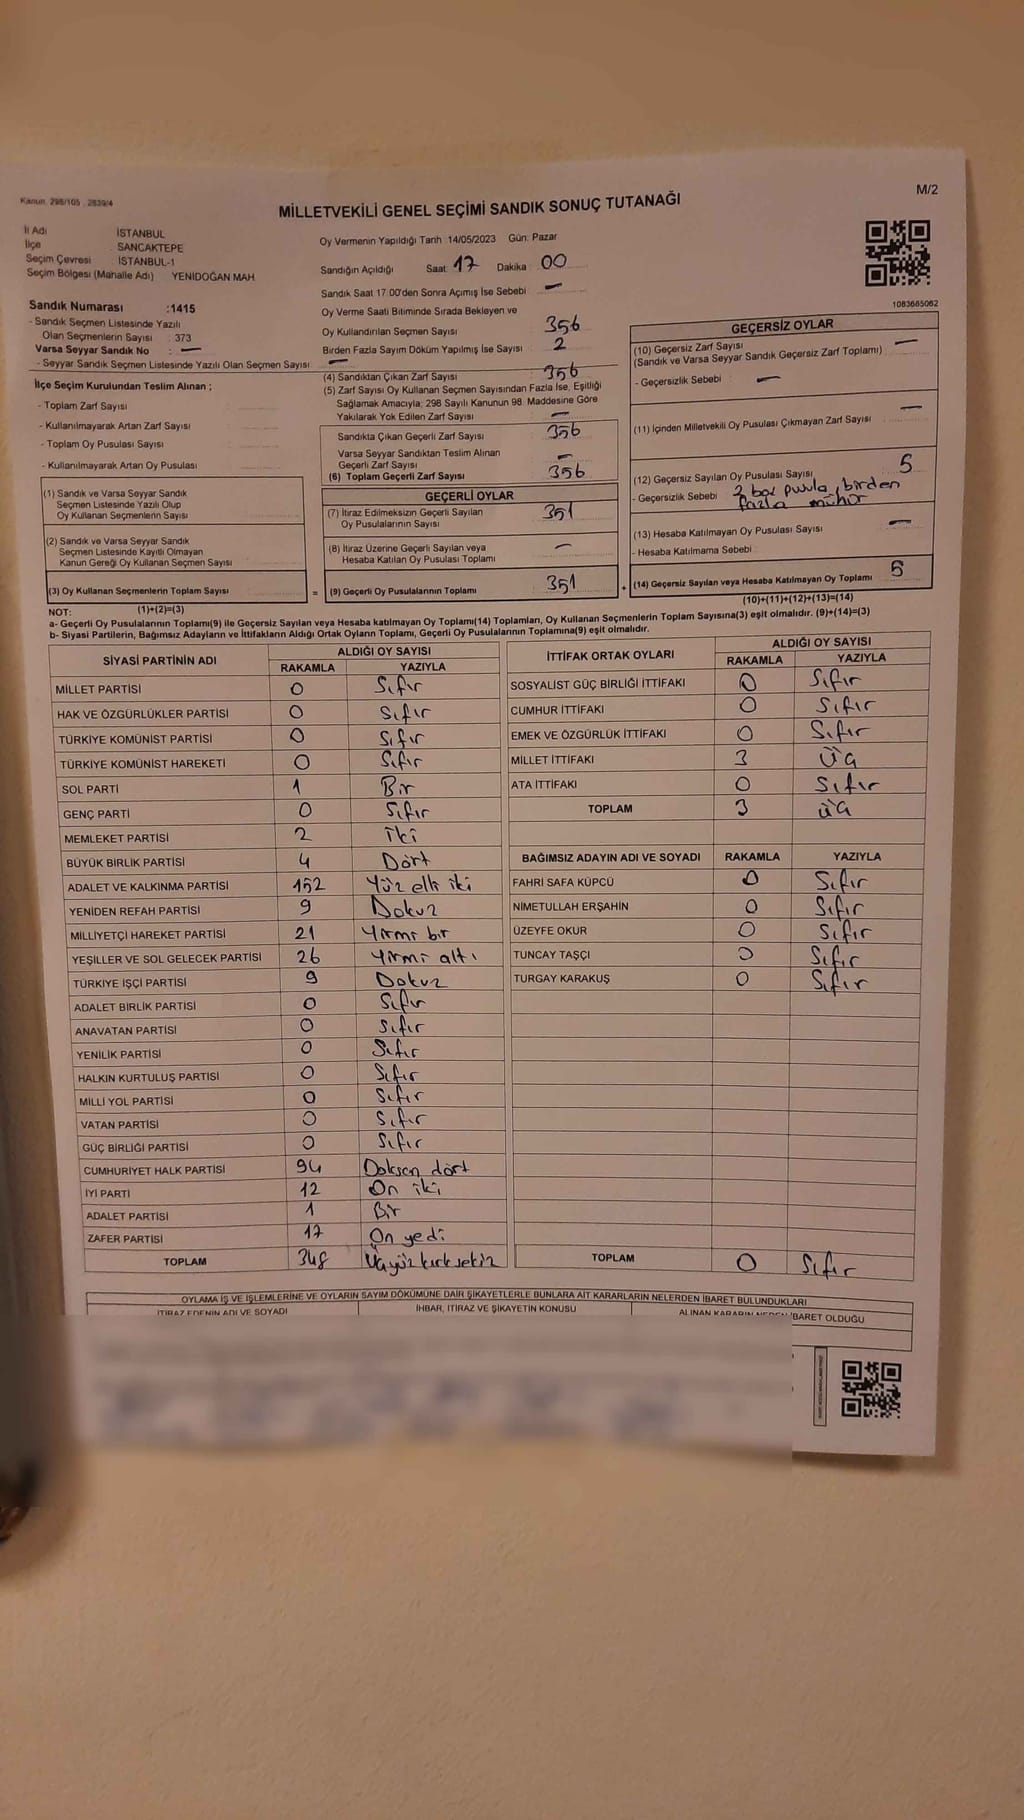 Kanun: 298/105 , 2839/4
M/2
MİLLETVEKİLİ GENEL SEÇİMİ SANDIK SONUÇ TUTANAĞI
İl Adı İSTANBUL
İlçe SANCAKTEPE
Seçim Çevresi İSTANBUL-1
Seçim Bölgesi (Mahalle Adı) YENİDOĞAN MAH
Sandık Numarası :1415
- Sandık Seçmen Listesinde Yazılı
Olan Seçmenlerin Sayısı : 373
Varsa Seyyar Sandık No : —
- Seyyar Sandık Seçmen Listesinde Yazılı Olan Seçmen Sayısı —
İlçe Seçim Kurulundan Teslim Alınan ;
- Toplam Zarf Sayısı
- Kullanılmayarak Artan Zarf Sayısı
- Toplam Oy Pusulası Sayısı
- Kullanılmayarak Artan Oy Pusulası
(1) Sandık ve Varsa Seyyar Sandık
Seçmen Listesinde Yazılı Olup
Oy Kullanan Seçmenlerin Sayısı
(2) Sandık ve Varsa Seyyar Sandık
Seçmen Listesinde Kayıtlı Olmayan
Kanun Gereği Oy Kullanan Seçmen Sayısı
(3) Oy Kullanan Seçmenlerin Toplam Sayısı =
Oy Vermenin Yapıldığı Tarih 14/05/2023 Gün: Pazar
Sandığın Açıldığı Saat 17 Dakika 00
Sandık Saat 17:00'den Sonra Açımış İse Sebebi —
Oy Verme Saati Bitiminde Sırada Bekleyen ve
Oy Kullandırılan Seçmen Sayısı 356
Birden Fazla Sayım Döküm Yapılmış İse Sayısı 2
(4) Sandıktan Çıkan Zarf Sayısı 356
(5) Zarf Sayısı Oy Kullanan Seçmen Sayısından Fazla İse, Eşitliği
Sağlamak Amacıyla; 298 Sayılı Kanunun 98. Maddesine Göre
Yakılarak Yok Edilen Zarf Sayısı —
Sandıkta Çıkan Geçerli Zarf Sayısı 356
Varsa Seyyar Sandıktan Teslim Alınan
Geçerli Zarf Sayısı —
(6) Toplam Geçerli Zarf Sayısı 356
GEÇERLİ OYLAR
(7) İtiraz Edilmeksizin Geçerli Sayılan
Oy Pusulalarının Sayısı 351
(8) İtiraz Üzerine Geçerli Sayılan veya
Hesaba Katılan Oy Pusulası Toplamı —
(9) Geçerli Oy Pusulalarının Toplamı 351 +
1083665062
GEÇERSİZ OYLAR
(10) Geçersiz Zarf Sayısı —
(Sandık ve Varsa Seyyar Sandık Geçersiz Zarf Toplamı)
- Geçersizlik Sebebi : —
(11) İçinden Milletvekili Oy Pusulası Çıkmayan Zarf Sayısı —
(12) Geçersiz Sayılan Oy Pusulası Sayısı 5
- Geçersizlik Sebebi : 2 boş pusula, birden
fazla mühür
(13) Hesaba Katılmayan Oy Pusulası Sayısı —
- Hesaba Katılmama Sebebi
(14) Geçersiz Sayılan veya Hesaba Katılmayan Oy Toplamı 5
NOT: (1)+(2)=(3) (10)+(11)+(12)+(13)=(14)
a- Geçerli Oy Pusulalarının Toplamı(9) ile Geçersiz Sayılan veya Hesaba katılmayan Oy Toplamı(14) Toplamları, Oy Kullanan Seçmenlerin Toplam Sayısına(3) eşit olmalıdır. (9)+(14)=(3)
b- Siyasi Partilerin, Bağımsız Adayların ve İttifakların Aldığı Ortak Oyların Toplamı, Geçerli Oy Pusulalarının Toplamına(9) eşit olmalıdır.
SİYASİ PARTİNİN ADI ALDIĞI OY SAYISI
RAKAMLA YAZIYLA
MİLLET PARTİSİ 0 Sıfır
HAK VE ÖZGÜRLÜKLER PARTİSİ 0 Sıfır
TÜRKİYE KOMÜNİST PARTİSİ 0 Sıfır
TÜRKİYE KOMÜNİST HAREKETİ 0 Sıfır
SOL PARTİ 1 Bir
GENÇ PARTİ 0 Sıfır
MEMLEKET PARTİSİ 2 İki
BÜYÜK BİRLİK PARTİSİ 4 Dört
ADALET VE KALKINMA PARTİSİ 152 Yüz elli iki
YENİDEN REFAH PARTİSİ 9 Dokuz
MİLLİYETÇİ HAREKET PARTİSİ 21 Yirmi bir
YEŞİLLER VE SOL GELECEK PARTİSİ 26 Yirmi altı
TÜRKİYE İŞÇİ PARTİSİ 9 Dokuz
ADALET BİRLİK PARTİSİ 0 Sıfır
ANAVATAN PARTİSİ 0 Sıfır
YENİLİK PARTİSİ 0 Sıfır
HALKIN KURTULUŞ PARTİSİ 0 Sıfır
MİLLİ YOL PARTİSİ 0 Sıfır
VATAN PARTİSİ 0 Sıfır
GÜÇ BİRLİĞİ PARTİSİ 0 Sıfır
CUMHURİYET HALK PARTİSİ 94 Doksan dört
İYİ PARTİ 12 On iki
ADALET PARTİSİ 1 Bir
ZAFER PARTİSİ 17 On yedi
TOPLAM 348 Üçyüz kırk sekiz
İTTİFAK ORTAK OYLARI ALDIĞI OY SAYISI
RAKAMLA YAZIYLA
SOSYALİST GÜÇ BİRLİĞİ İTTİFAKI 0 Sıfır
CUMHUR İTTİFAKI 0 Sıfır
EMEK VE ÖZGÜRLÜK İTTİFAKI 0 Sıfır
MİLLET İTTİFAKI 3 Üç
ATA İTTİFAKI 0 Sıfır
TOPLAM 3 Üç
BAĞIMSIZ ADAYIN ADI VE SOYADI RAKAMLA YAZIYLA
FAHRİ SAFA KÜPCÜ 0 Sıfır
NİMETULLAH ERŞAHİN 0 Sıfır
ÜZEYFE OKUR 0 Sıfır
TUNCAY TAŞÇI 0 Sıfır
TURGAY KARAKUŞ 0 Sıfır
TOPLAM 0 Sıfır
OYLAMA İŞ VE İŞLEMLERİNE VE OYLARIN SAYIM DÖKÜMÜNE DAİR ŞİKAYETLERLE BUNLARA AİT KARARLARIN NELERDEN İBARET BULUNDUKLARI
İTİRAZ EDENİN ADI VE SOYADI İHBAR, İTİRAZ VE ŞİKAYETİN KONUSU ALINAN KARARIN NEDEN İBARET OLDUĞU